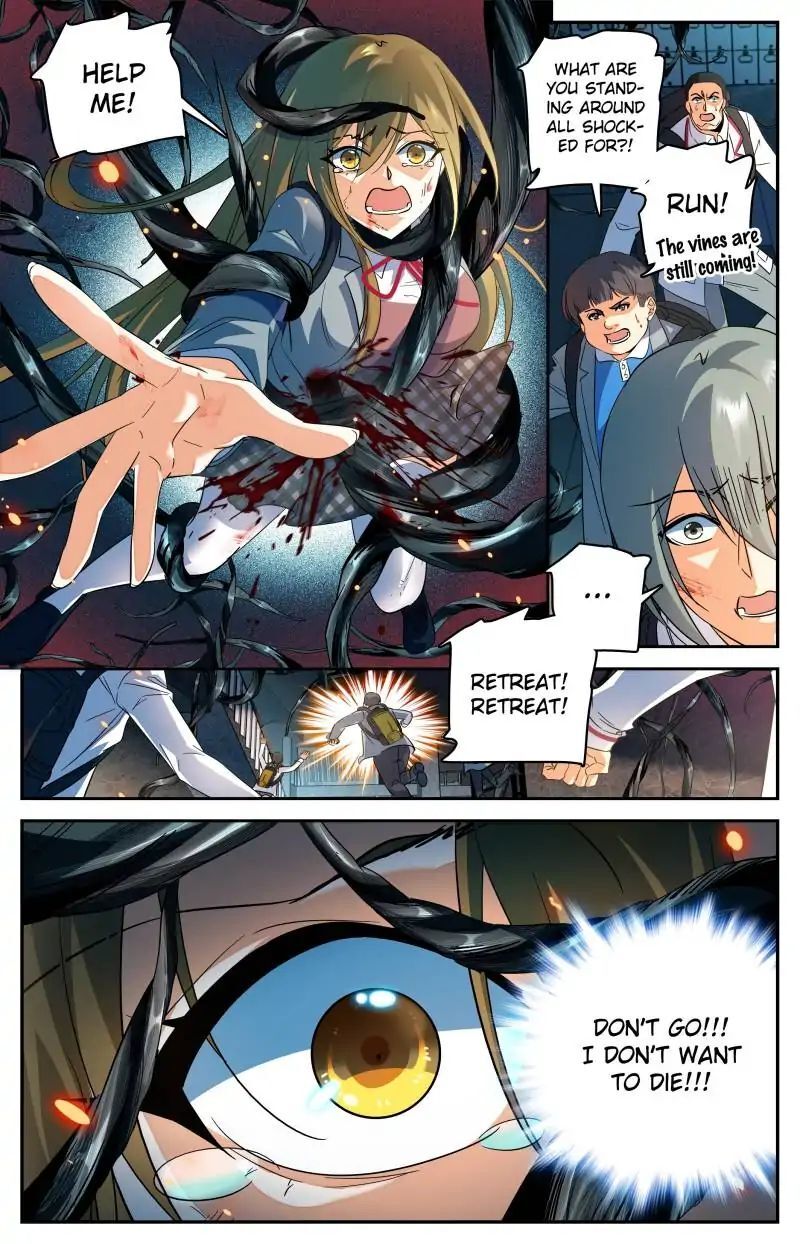 HELP
ME!
WHAT ARE
YOU STAND-
ING AROUND
ALL SHOCK-
ED FOR?!
RUN!
The vines are
still coming!
...
RETREAT!
RETREAT!
DON'T GO!!!
I DON'T WANT
TO DIE!!!